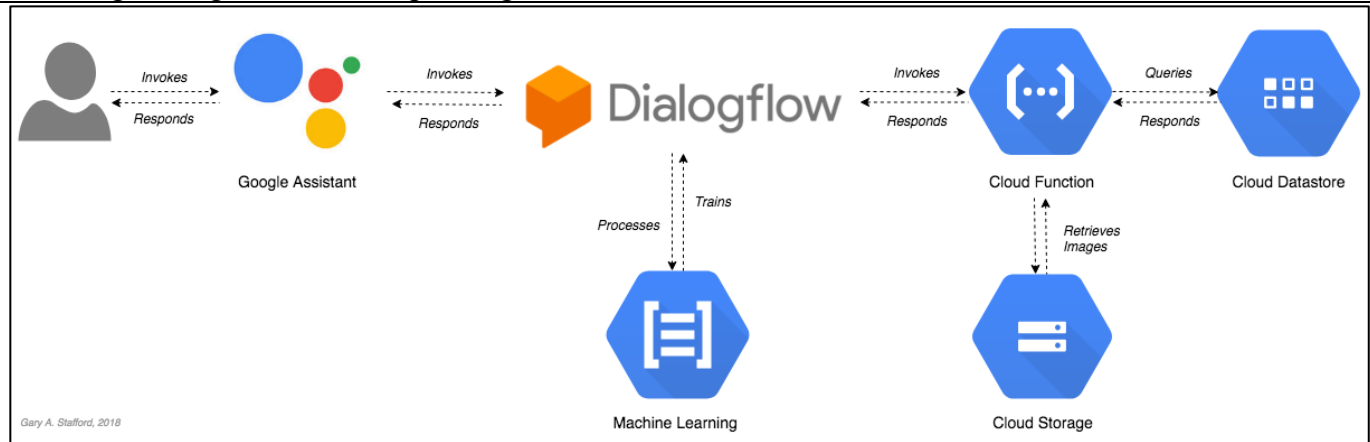 Invokes
Responds
Google Assistant
Invokes
Responds
Dialogflow
Invokes
Responds
Cloud Function
Queries
Responds
Cloud Datastore
Processes
Trains
Machine Learning
Retrieves
Images
Cloud Storage
Gary A. Stafford, 2018